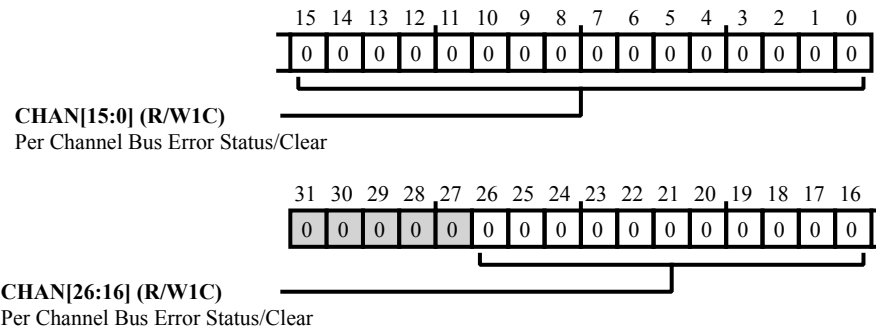 15 14 13 12 11 10 9 8 7 6 5 4 3 2 1 0
0 0 0 0 0 0 0 0 0 0 0 0 0 0 0 0
CHAN[15:0] (R/W1C)
Per Channel Bus Error Status/Clear
31 30 29 28 27 26 25 24 23 22 21 20 19 18 17 16
0 0 0 0 0 0 0 0 0 0 0 0 0 0 0 0
CHAN[26:16] (R/W1C)
Per Channel Bus Error Status/Clear